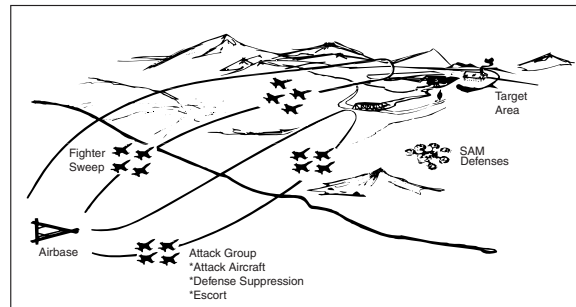 Target
Area
Fighter
Sweep
SAM
Defenses
Airbase
Attack Group
*Attack Aircraft
*Defense Suppression
*Escort